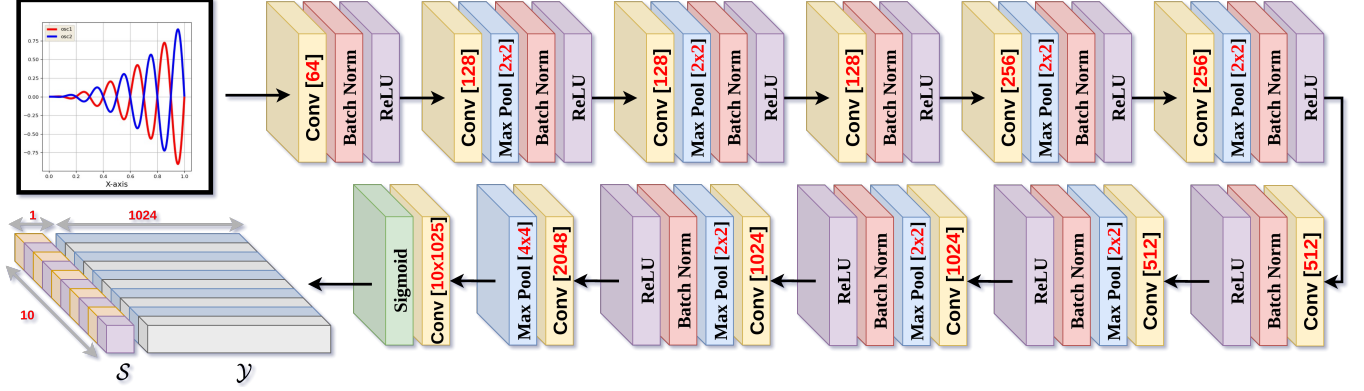 osc1
osc2
0.75
0.50
0.25
0.00
−0.25
−0.50
−0.75
0.0 0.2 0.4 0.6 0.8 1.0
X-axis
Conv [64]
Batch Norm
ReLU
Conv [128]
Max Pool [2x2]
Batch Norm
ReLU
Conv [128]
Max Pool [2x2]
Batch Norm
ReLU
Conv [128]
Batch Norm
ReLU
Conv [256]
Max Pool [2x2]
Batch Norm
ReLU
Conv [256]
Max Pool [2x2]
Batch Norm
ReLU
Conv [512]
Batch Norm
ReLU
Conv [512]
Max Pool [2x2]
Batch Norm
ReLU
Conv [1024]
Max Pool [2x2]
Batch Norm
ReLU
Conv [1024]
Max Pool [2x2]
Batch Norm
ReLU
Conv [2048]
Max Pool [4x4]
Conv [10x1025]
Sigmoid
1
1024
10
S
Y